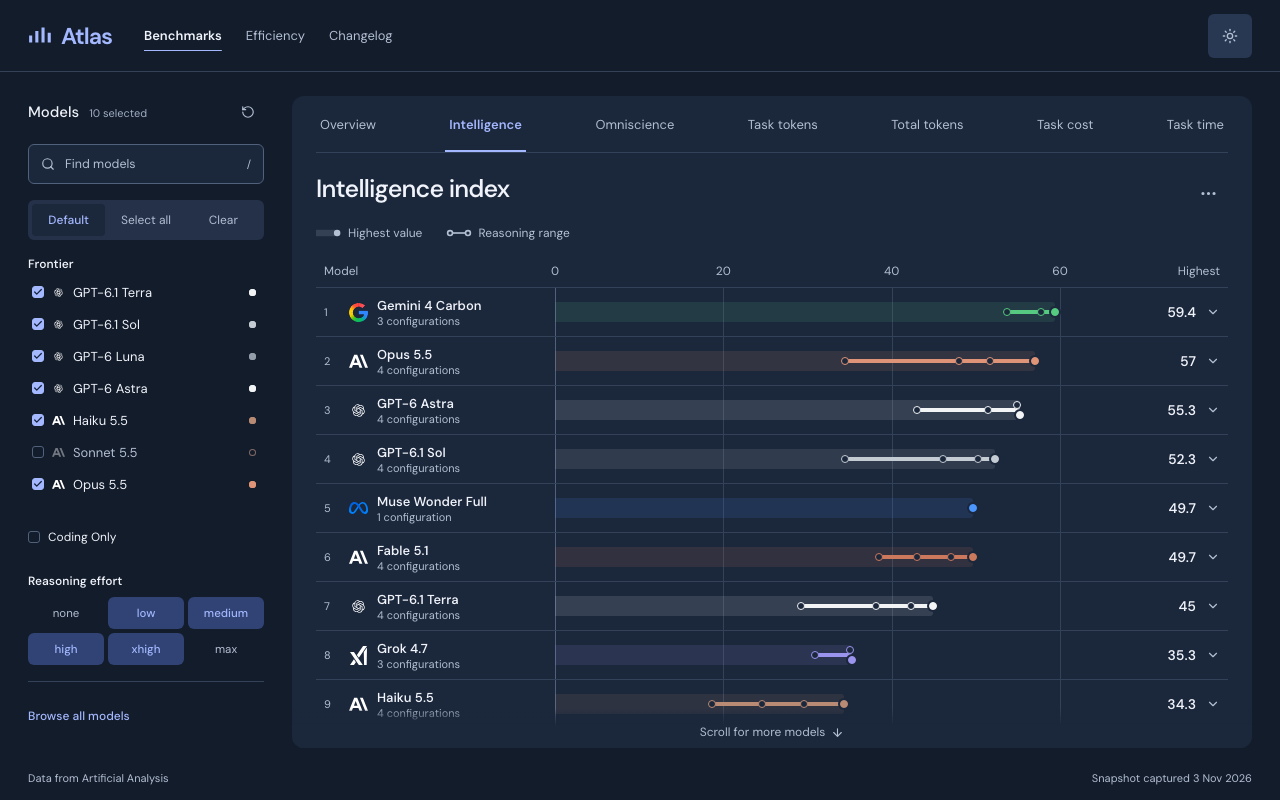 Atlas
Benchmarks
Efficiency
Changelog
Models 10 selected
Find models /
Default Select all Clear
Frontier
GPT-6.1 Terra
GPT-6.1 Sol
GPT-6 Luna
GPT-6 Astra
Haiku 5.5
Sonnet 5.5
Opus 5.5
Coding Only
Reasoning effort
none low medium
high xhigh max
Browse all models
Overview Intelligence Omniscience Task tokens Total tokens Task cost Task time
Intelligence index
Highest value Reasoning range
Model 0 20 40 60 Highest
1 Gemini 4 Carbon 59.4
3 configurations
2 Opus 5.5 57
4 configurations
3 GPT-6 Astra 55.3
4 configurations
4 GPT-6.1 Sol 52.3
4 configurations
5 Muse Wonder Full 49.7
1 configuration
6 Fable 5.1 49.7
4 configurations
7 GPT-6.1 Terra 45
4 configurations
8 Grok 4.7 35.3
3 configurations
9 Haiku 5.5 34.3
4 configurations
Scroll for more models ↓
Data from Artificial Analysis
Snapshot captured 3 Nov 2026